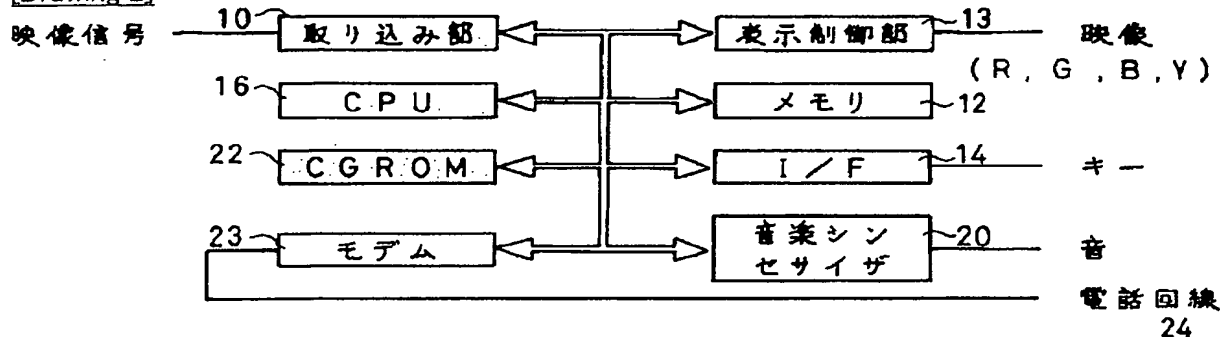 [Drawing 2]
映像信号 10 取り込み部 13 表示制御部 映像
(R, G, B, Y)
16 CPU メモリ 12
22 CGROM I/F 14 キー
23 モデム 音楽シン
セサイザ 20 音
電話回線
24